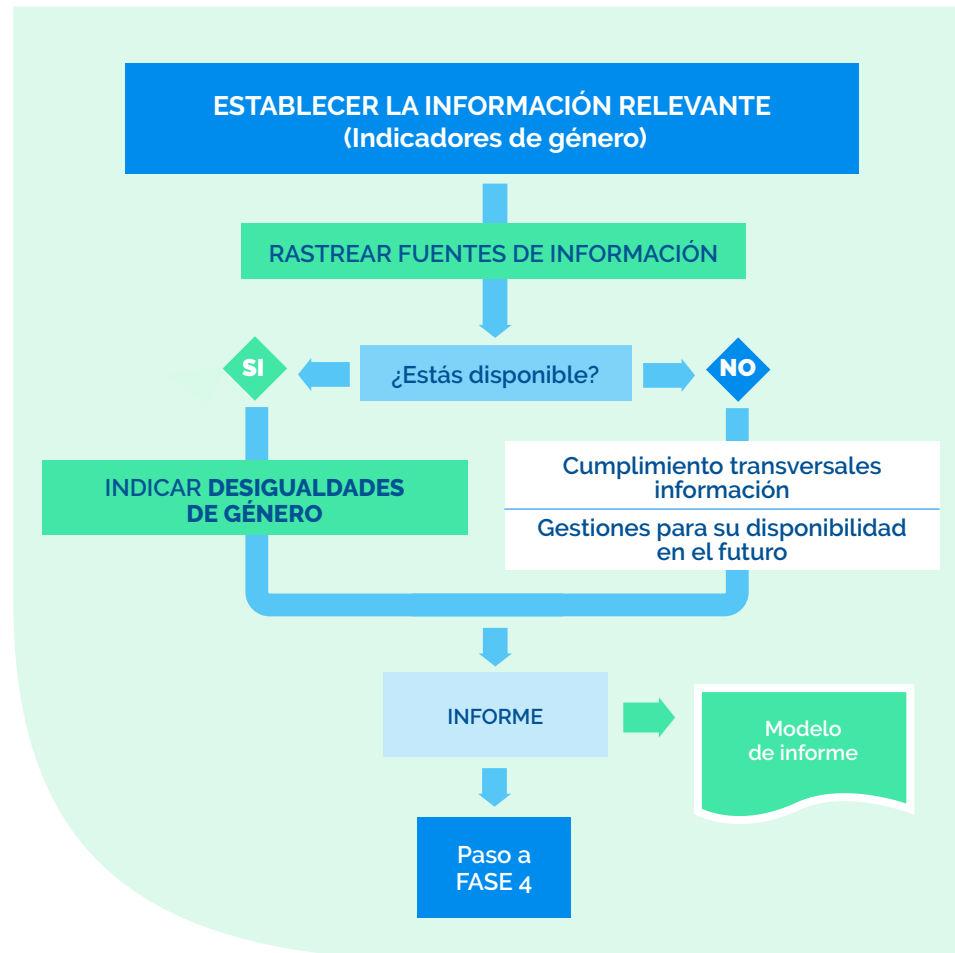 ESTABLECER LA INFORMACIÓN RELEVANTE
(Indicadores de género)
RASTREAR FUENTES DE INFORMACIÓN
SI
¿Estás disponible?
NO
INDICAR DESIGUALDADES
DE GÉNERO
Cumplimiento transversales
información
Gestiones para su disponibilidad
en el futuro
INFORME
Modelo
de informe
Paso a
FASE 4